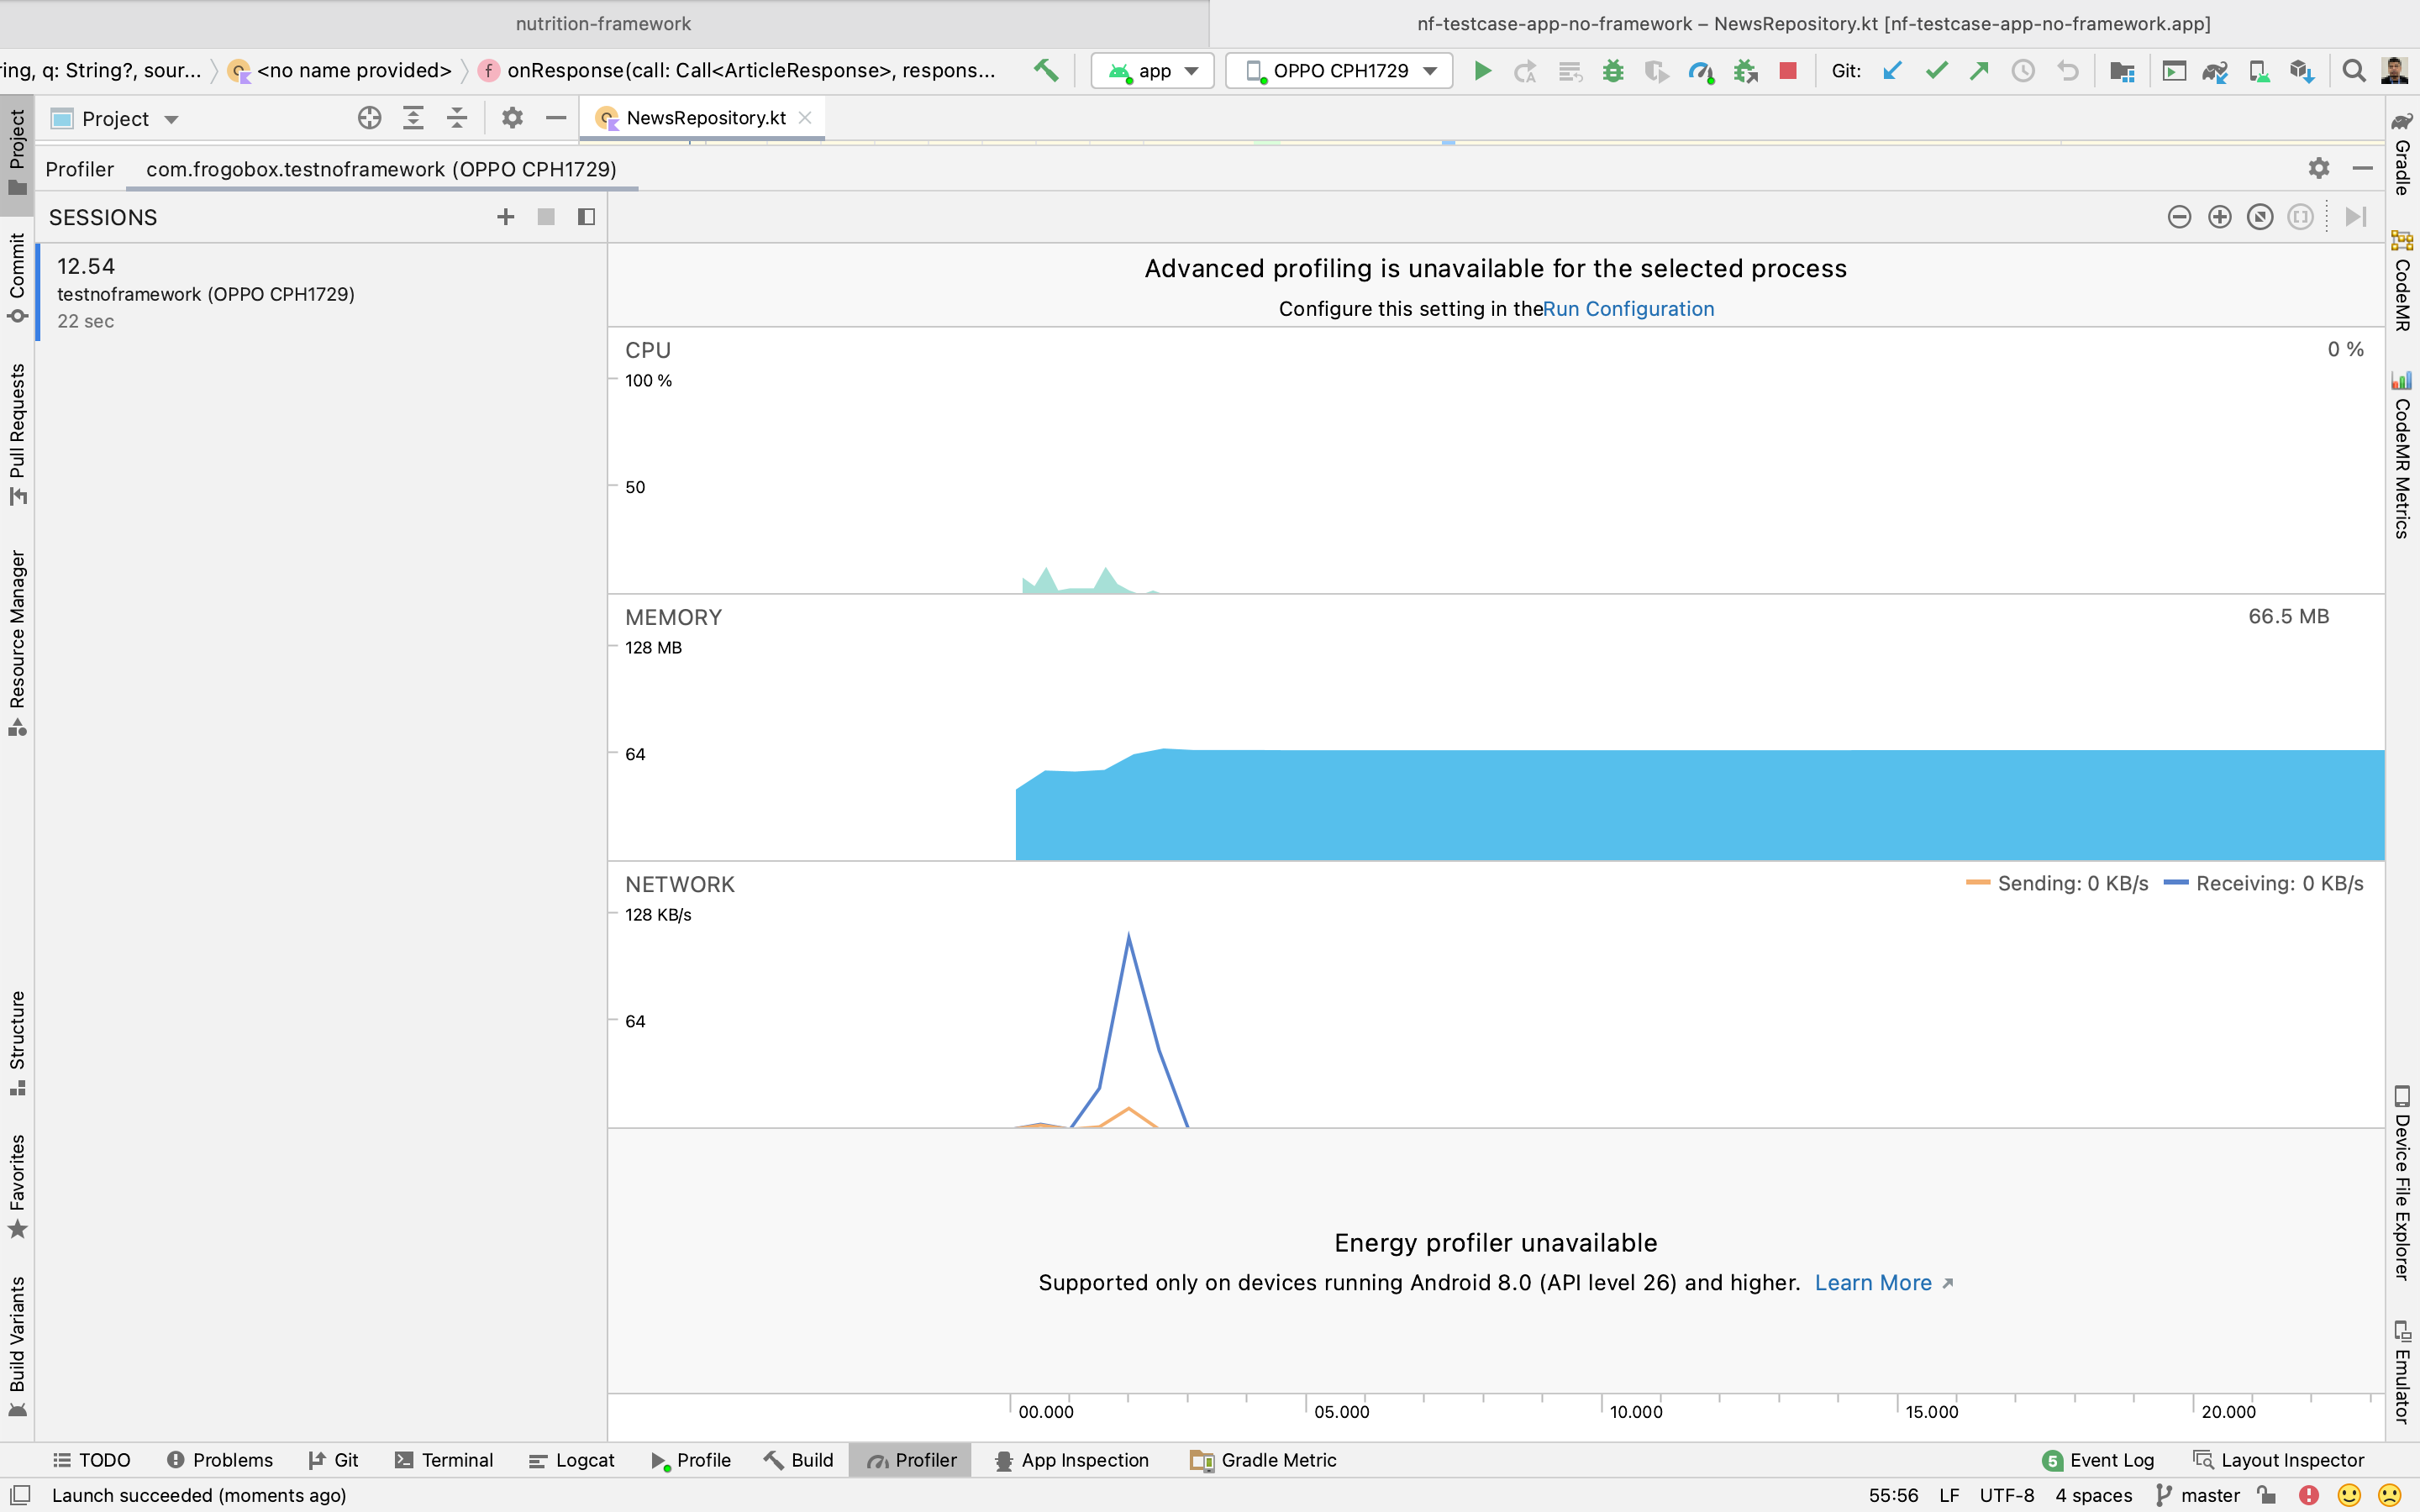 nutrition-framework
nf-testcase-app-no-framework – NewsRepository.kt [nf-testcase-app-no-framework.app]
ring, q: String?, sour...
<no name provided>
f
onResponse(call: Call<ArticleResponse>, respons...
app
OPPO CPH1729
Git:
Project
NewsRepository.kt
Profiler
com.frogobox.testnoframework (OPPO CPH1729)
SESSIONS
12.54
testnoframework (OPPO CPH1729)
22 sec
Advanced profiling is unavailable for the selected process
Configure this setting in theRun Configuration
CPU
0 %
100 %
50
MEMORY
66.5 MB
128 MB
64
NETWORK
Sending: 0 KB/s
Receiving: 0 KB/s
128 KB/s
64
Energy profiler unavailable
Supported only on devices running Android 8.0 (API level 26) and higher. Learn More
00.000
05.000
10.000
15.000
20.000
Project
Commit
Pull Requests
Resource Manager
Structure
Favorites
Build Variants
Gradle
CodeMR
CodeMR Metrics
Device File Explorer
Emulator
TODO
Problems
Git
Terminal
Logcat
Profile
Build
Profiler
App Inspection
Gradle Metric
5
Event Log
Layout Inspector
Launch succeeded (moments ago)
55:56
LF
UTF-8
4 spaces
master